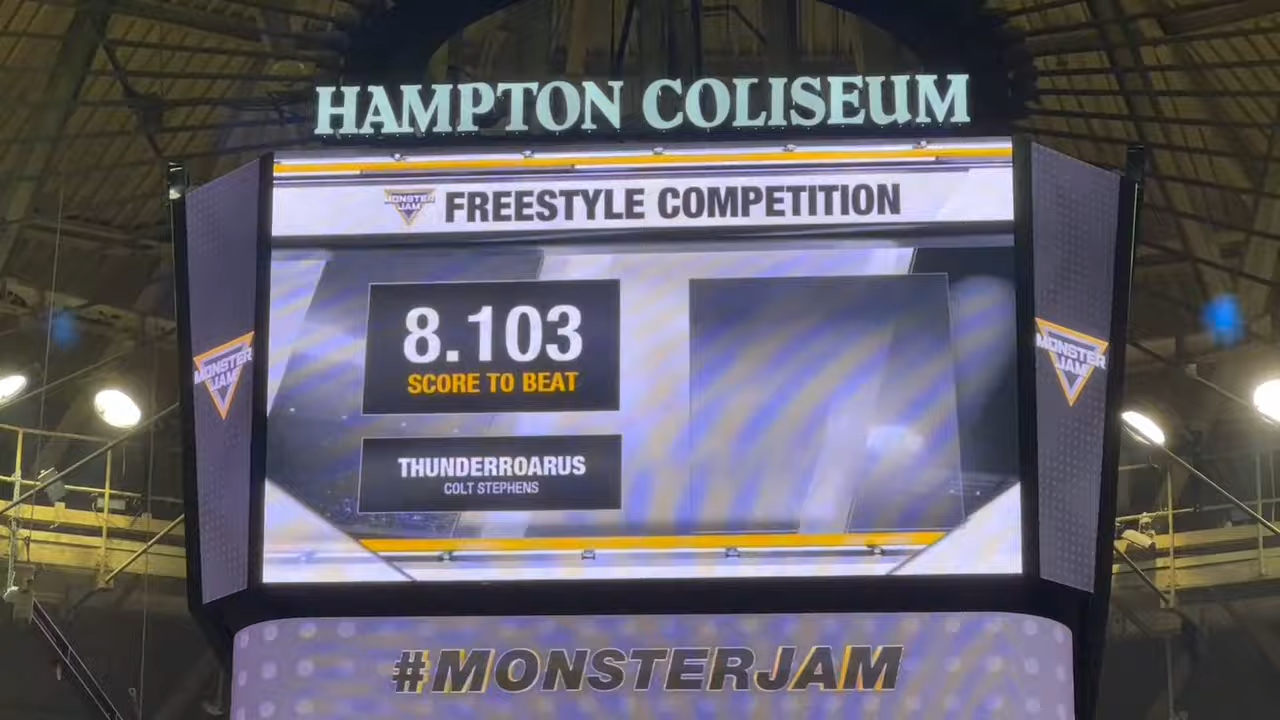 HAMPTON COLISEUM
MONSTER JAM
FREESTYLE COMPETITION
8.103
SCORE TO BEAT
THUNDERROARUS
COLT STEPHENS
MONSTER
JAM
MONSTER
JAM
#MONSTERJAM